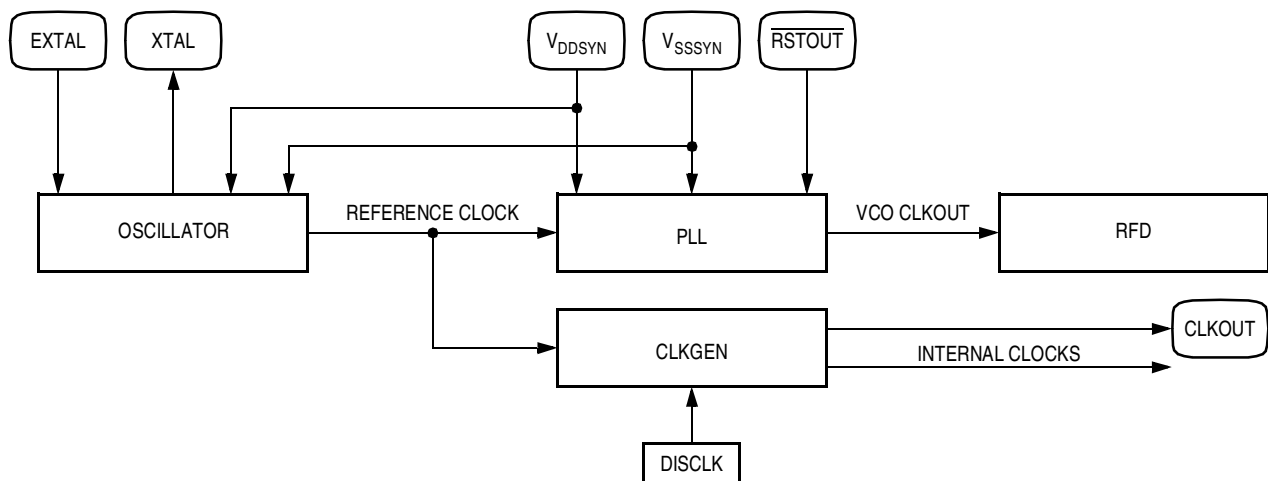 EXTAL
XTAL
VDDSYN
VSSSYN
RSTOUT
OSCILLATOR
REFERENCE CLOCK
PLL
VCO CLKOUT
RFD
CLKGEN
CLKOUT
INTERNAL CLOCKS
DISCLK